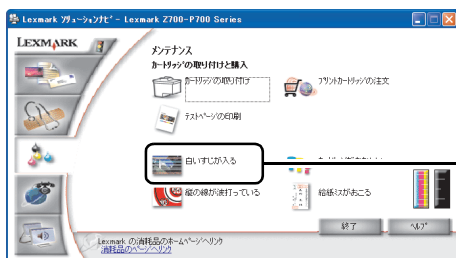 Lexmark ソリューションナビ - Lexmark Z700-P700 Series
LEXMARK
メンテナンス
カートリッジの取り付けと購入
カートリッジの取り付け
プリントカートリッジの注文
テストページの印刷
白いすじが入る
縦の線が波打っている
給紙ミスがおこる
終了
ヘルプ
Lexmark の消耗品のホームページへリンク
消耗品のページへリンク